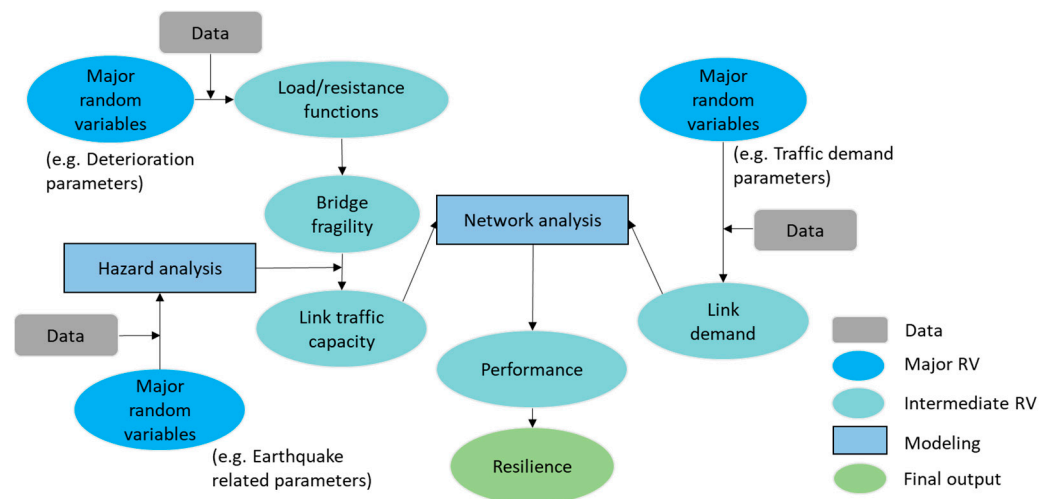 Data
Major
random
variables
(e.g. Deterioration
parameters)
Load/resistance
functions
Bridge
fragility
Hazard analysis
Data
Major
random
variables
(e.g. Earthquake
related parameters)
Link traffic
capacity
Network analysis
Performance
Resilience
Major
random
variables
(e.g. Traffic demand
parameters)
Data
Link
demand
Data
Major RV
Intermediate RV
Modeling
Final output